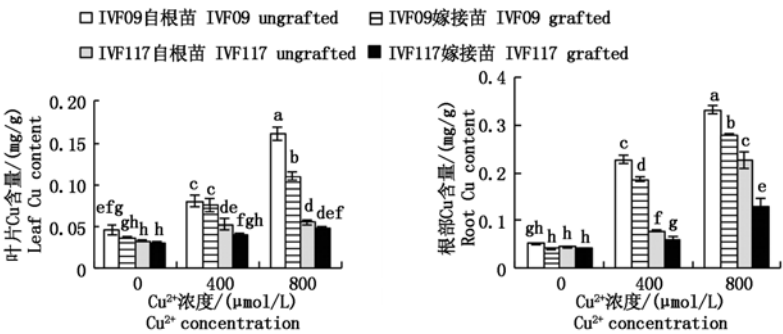 IVF09自根苗 IVF09 ungrafted
IVF09嫁接苗 IVF09 grafted
IVF117自根苗 IVF117 ungrafted
IVF117嫁接苗 IVF117 grafted
叶片Cu含量/(mg/g)
Leaf Cu content
0.20
0.15
0.10
0.05
0
efg
gh
h
h
c
c
de
fgh
a
b
d
def
0
400
800
Cu²⁺浓度/(μmol/L)
Cu²⁺ concentration
根部Cu含量/(mg/g)
Root Cu content
0.4
0.3
0.2
0.1
0
gh
h
h
h
c
d
f
g
a
b
c
e
0
400
800
Cu²⁺浓度/(μmol/L)
Cu²⁺ concentration